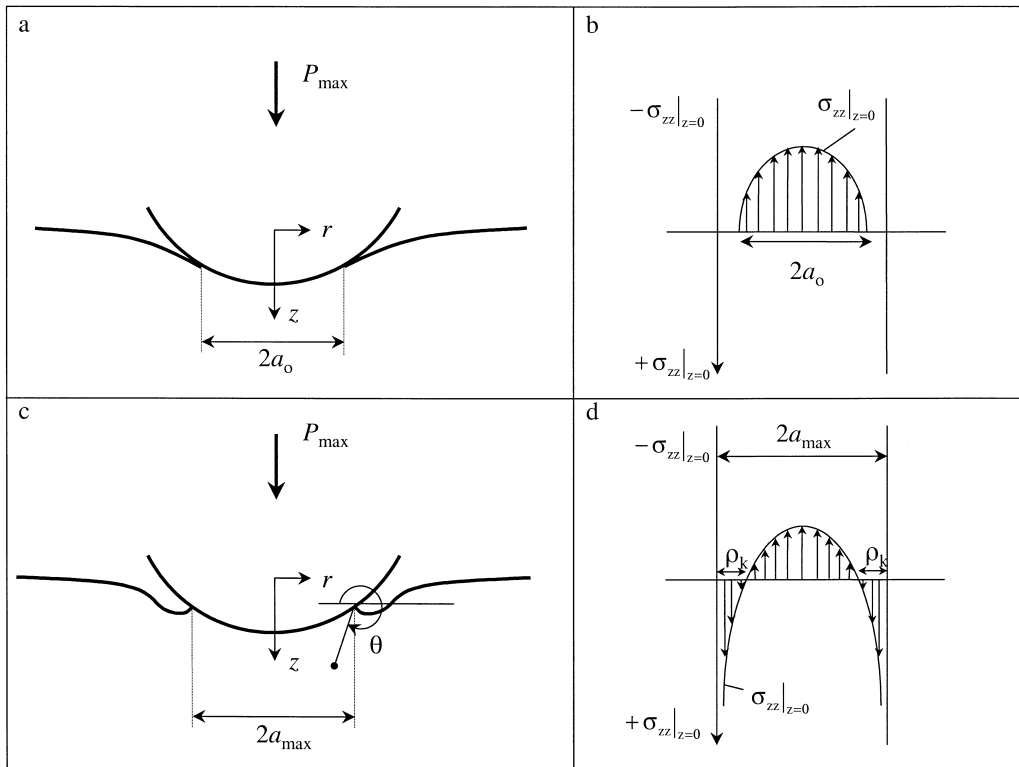 a
P_max
r
z
2a_o
b
− σ_zz|_z=0
σ_zz|_z=0
2a_o
+ σ_zz|_z=0
c
P_max
r
θ
z
2a_max
d
− σ_zz|_z=0
2a_max
ρ_k
ρ_k
σ_zz|_z=0
+ σ_zz|_z=0